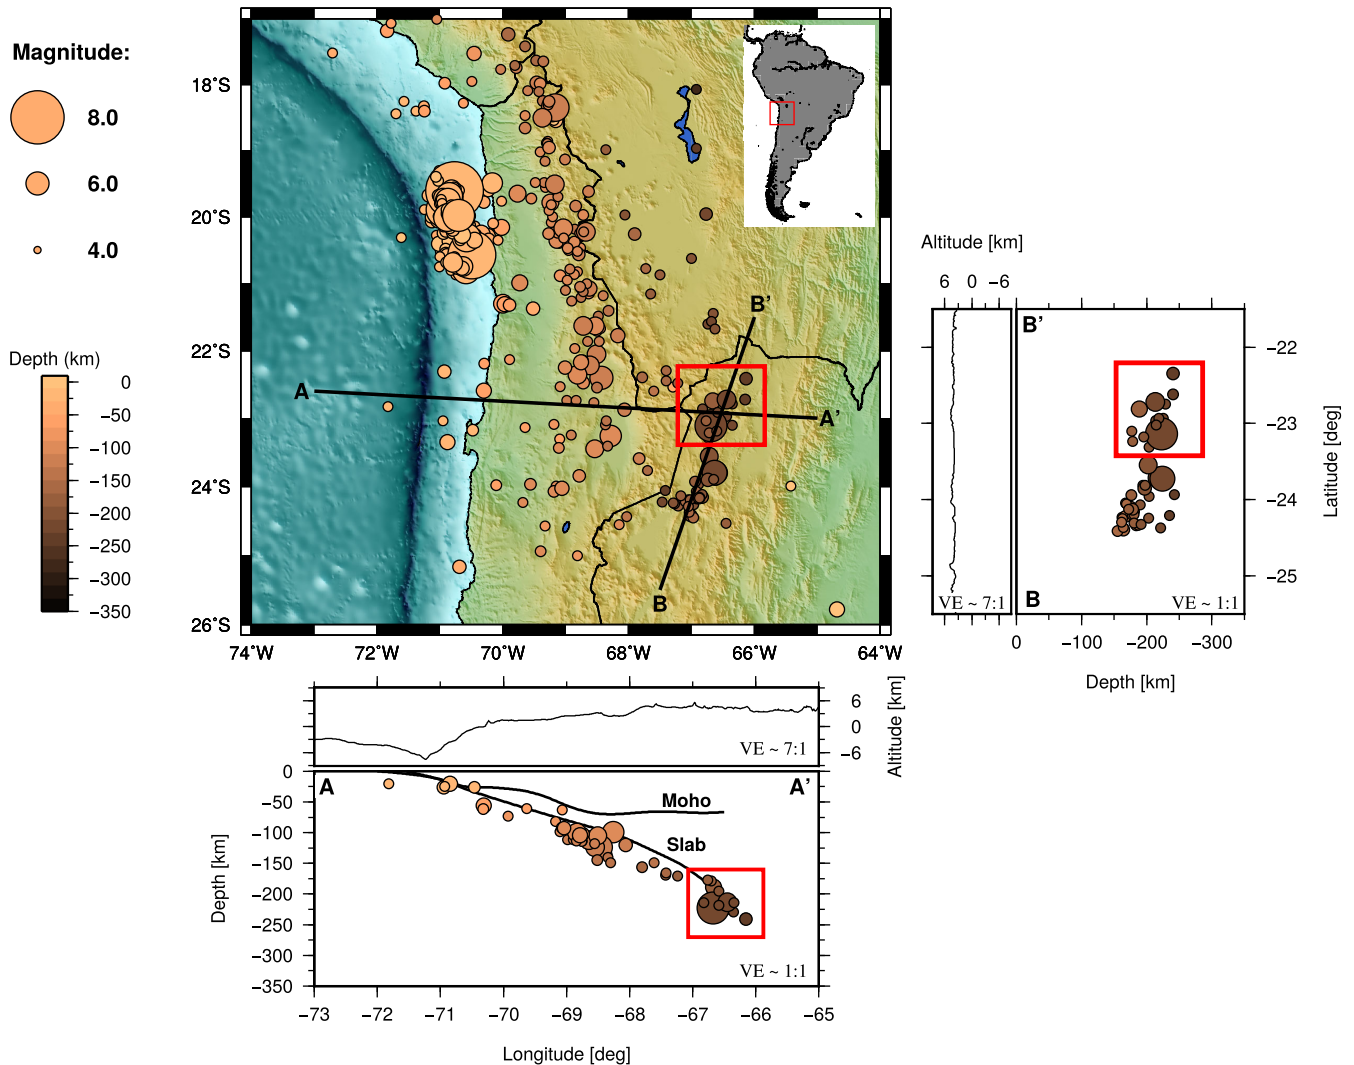 Magnitude:
8.0
6.0
4.0
Depth (km)
0
−50
−100
−150
−200
−250
−300
−350
18°S
20°S
22°S
24°S
26°S
74°W
72°W
70°W
68°W
66°W
64°W
A
A’
B’
B
Altitude [km]
6 0 −6
B’
B
VE ~ 7:1
VE ~ 1:1
−22
−23
−24
−25
Latitude [deg]
0 −100 −200 −300
Depth [km]
6
0
−6
Altitude [km]
VE ~ 7:1
A
A’
Moho
Slab
VE ~ 1:1
0
−50
−100
−150
−200
−250
−300
−350
Depth [km]
−73 −72 −71 −70 −69 −68 −67 −66 −65
Longitude [deg]